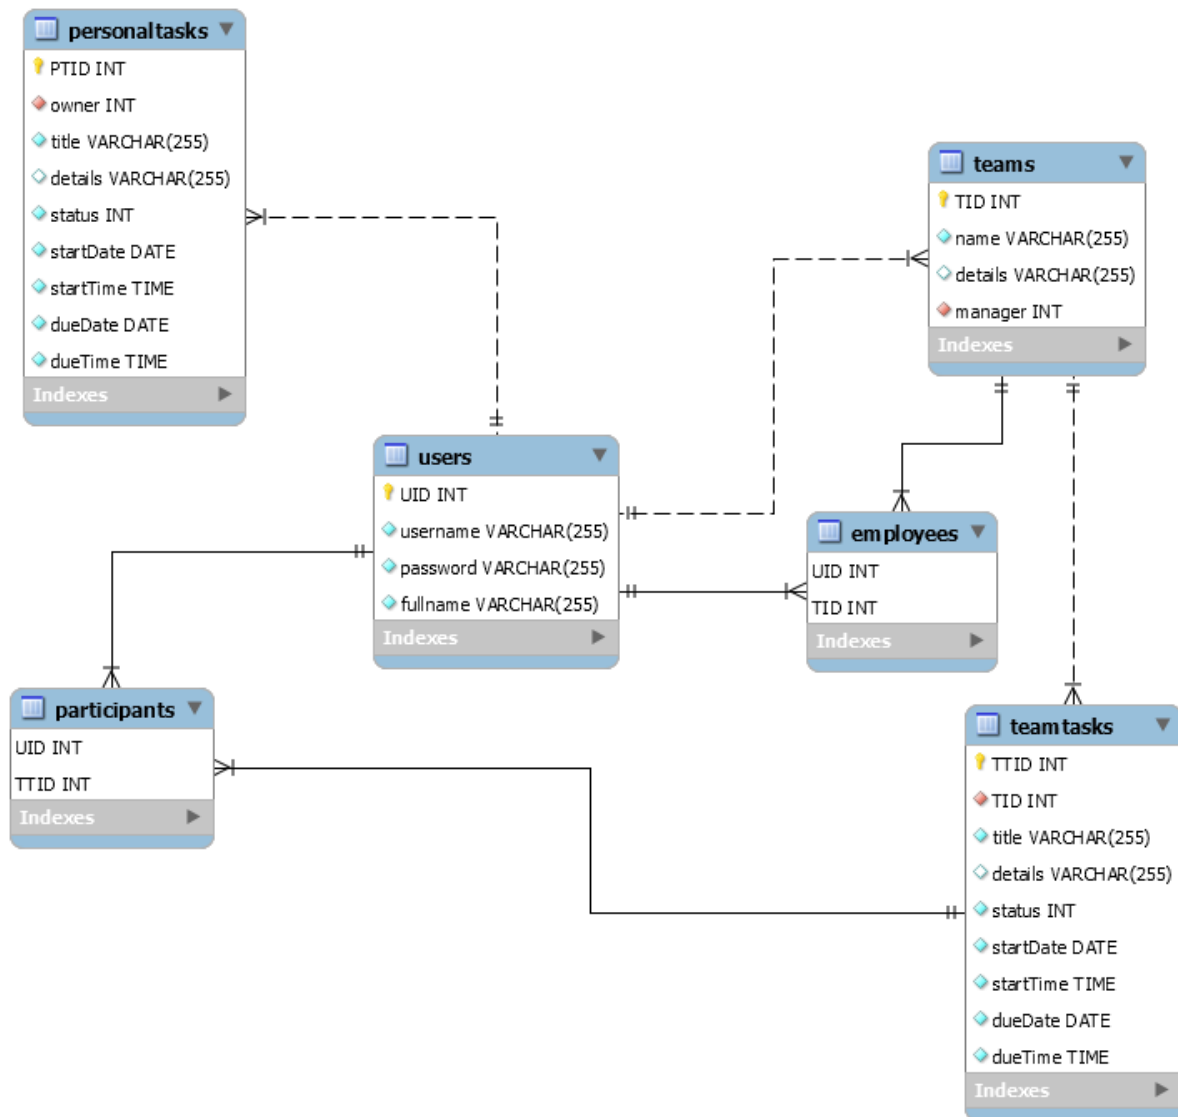 personaltasks
PTID INT
owner INT
title VARCHAR(255)
details VARCHAR(255)
status INT
startDate DATE
startTime TIME
dueDate DATE
dueTime TIME
Indexes
teams
TID INT
name VARCHAR(255)
details VARCHAR(255)
manager INT
Indexes
users
UID INT
username VARCHAR(255)
password VARCHAR(255)
fullname VARCHAR(255)
Indexes
employees
UID INT
TID INT
Indexes
participants
UID INT
TTID INT
Indexes
teamtasks
TTID INT
TID INT
title VARCHAR(255)
details VARCHAR(255)
status INT
startDate DATE
startTime TIME
dueDate DATE
dueTime TIME
Indexes